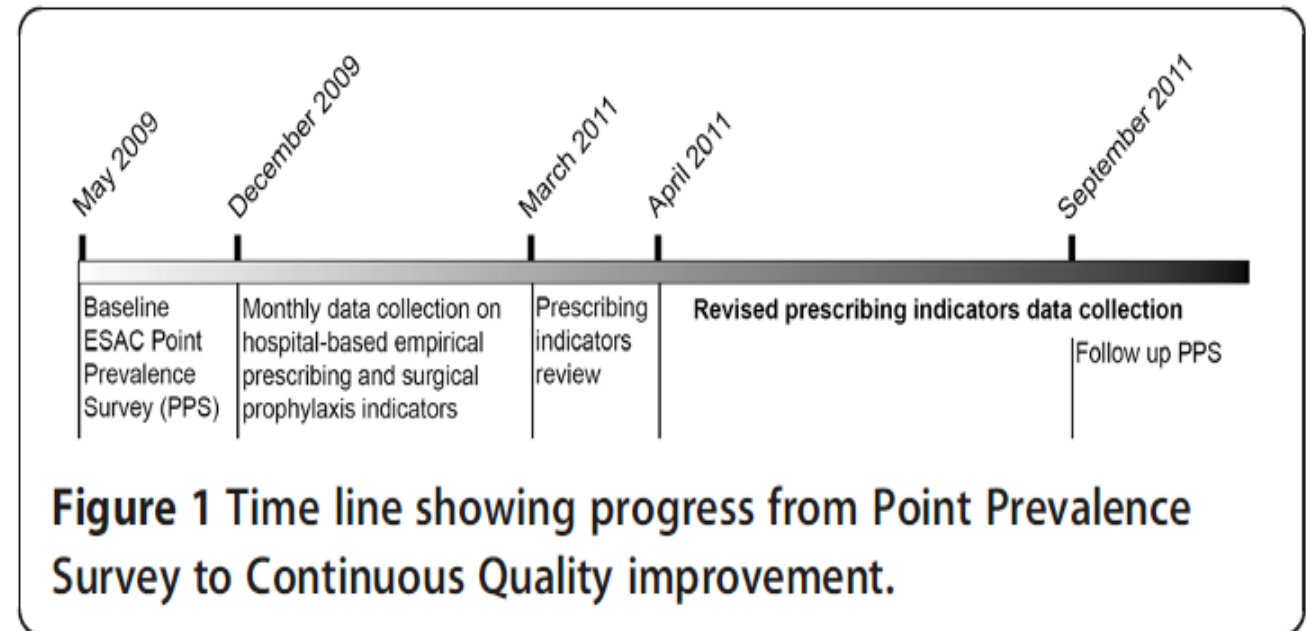 May 2009
December 2009
March 2011
April 2011
September 2011
Baseline
ESAC Point
Prevalence
Survey (PPS)
Monthly data collection on
hospital-based empirical
prescribing and surgical
prophylaxis indicators
Prescribing
indicators
review
Revised prescribing indicators data collection
Follow up PPS
Figure 1 Time line showing progress from Point Prevalence
Survey to Continuous Quality improvement.